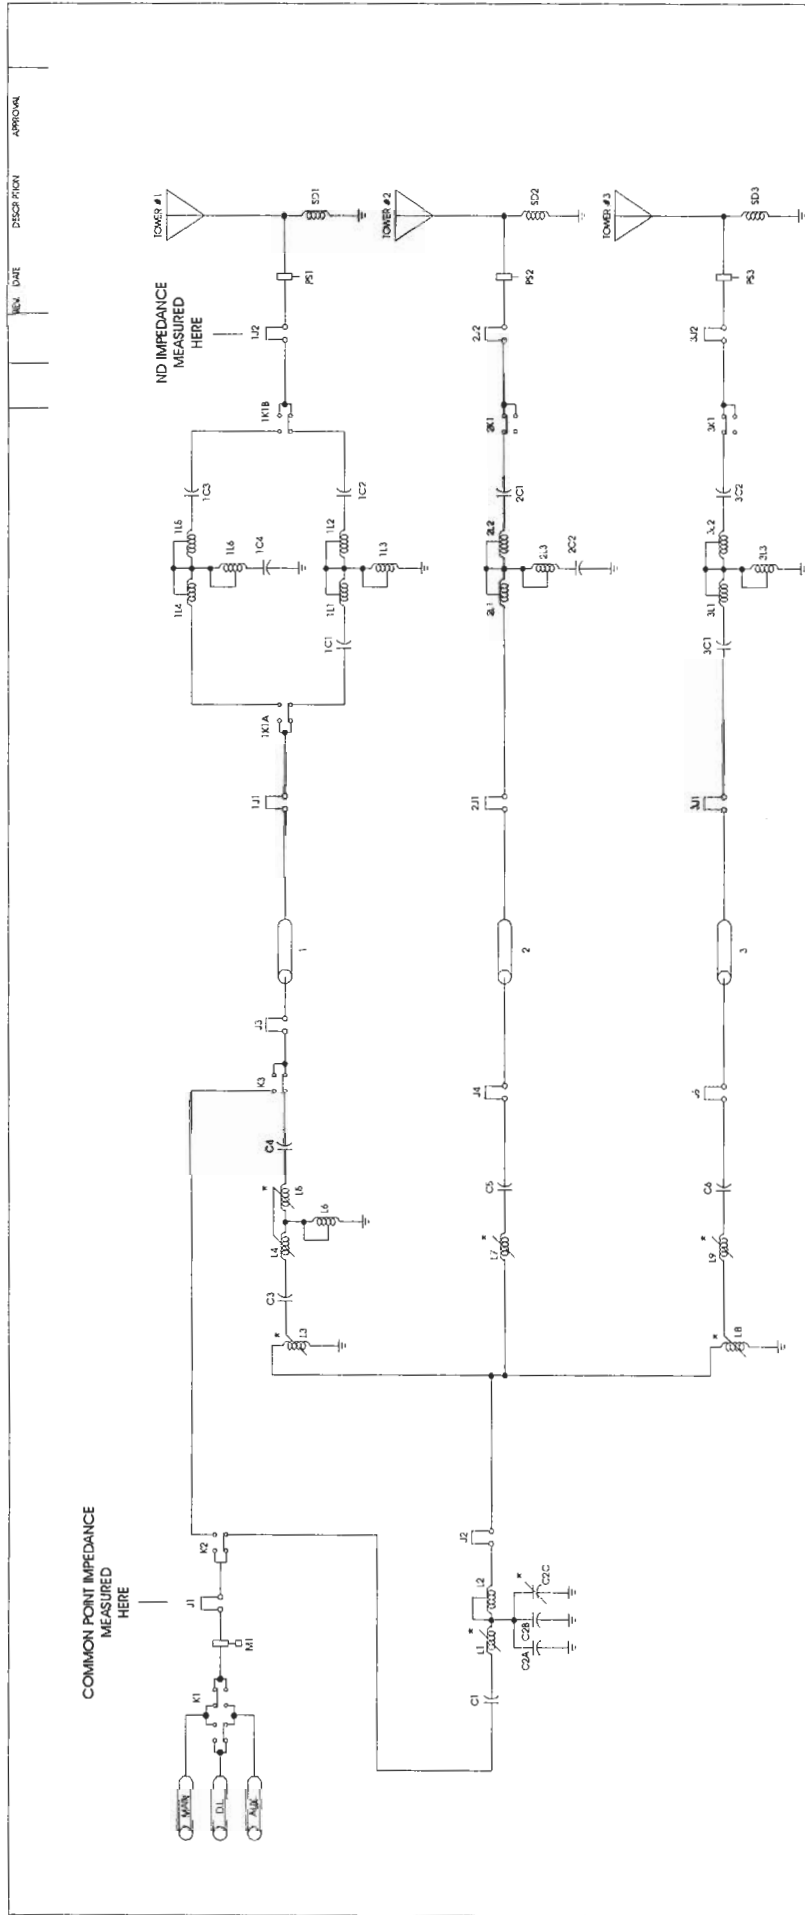 REV. DATE DESCRIPTION APPROVAL
COMMON POINT IMPEDANCE
MEASURED
HERE
ND IMPEDANCE
MEASURED
HERE
MAIN
D.L.
AUX
K1
M1
J1
K2
C1
L1
*
L2
C2A
C2B
C2C
*
J2
L3
*
C3
L4
L5
*
L6
C4
K3
J3
1
1J1
1K1A
1L4
1L5
1L6
1C4
1C3
1C1
1L1
1L2
1L3
1C2
1K1B
1J2
PS1
SD1
TOWER #1
L7
*
C5
J4
2
2J1
2L1
2L2
2L3
2C2
2C1
2K1
2J2
PS2
SD2
TOWER #2
L8
*
L9
*
C6
3
3J1
3C1
3L1
3L2
3L3
3C2
3K1
3J2
PS3
SD3
TOWER #3